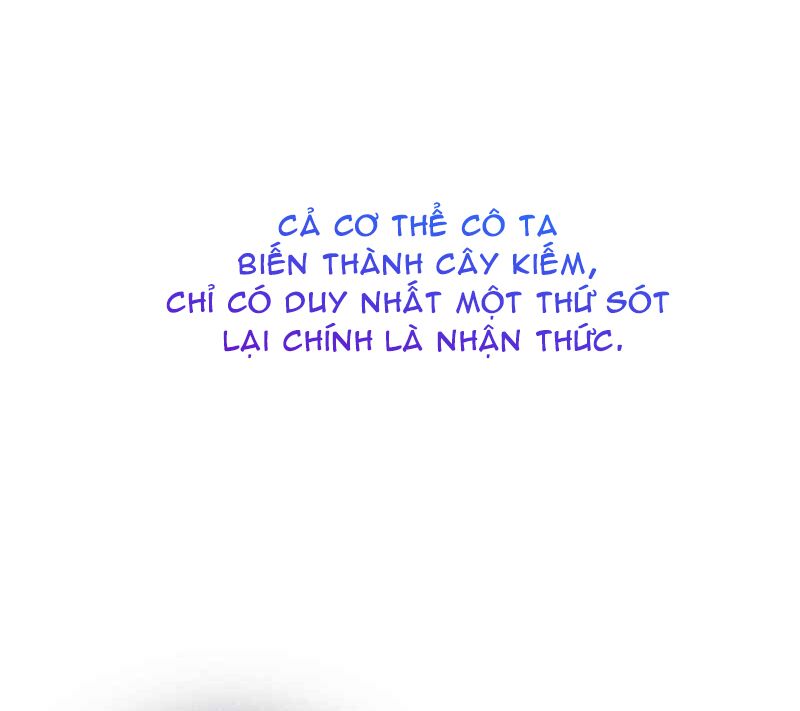 CẢ CƠ THỂ CÔ TA
BIẾN THÀNH CÂY KIẾM,
CHỈ CÓ DUY NHẤT MỘT THỨ SÓT
LẠI CHÍNH LÀ NHẬN THỨC.